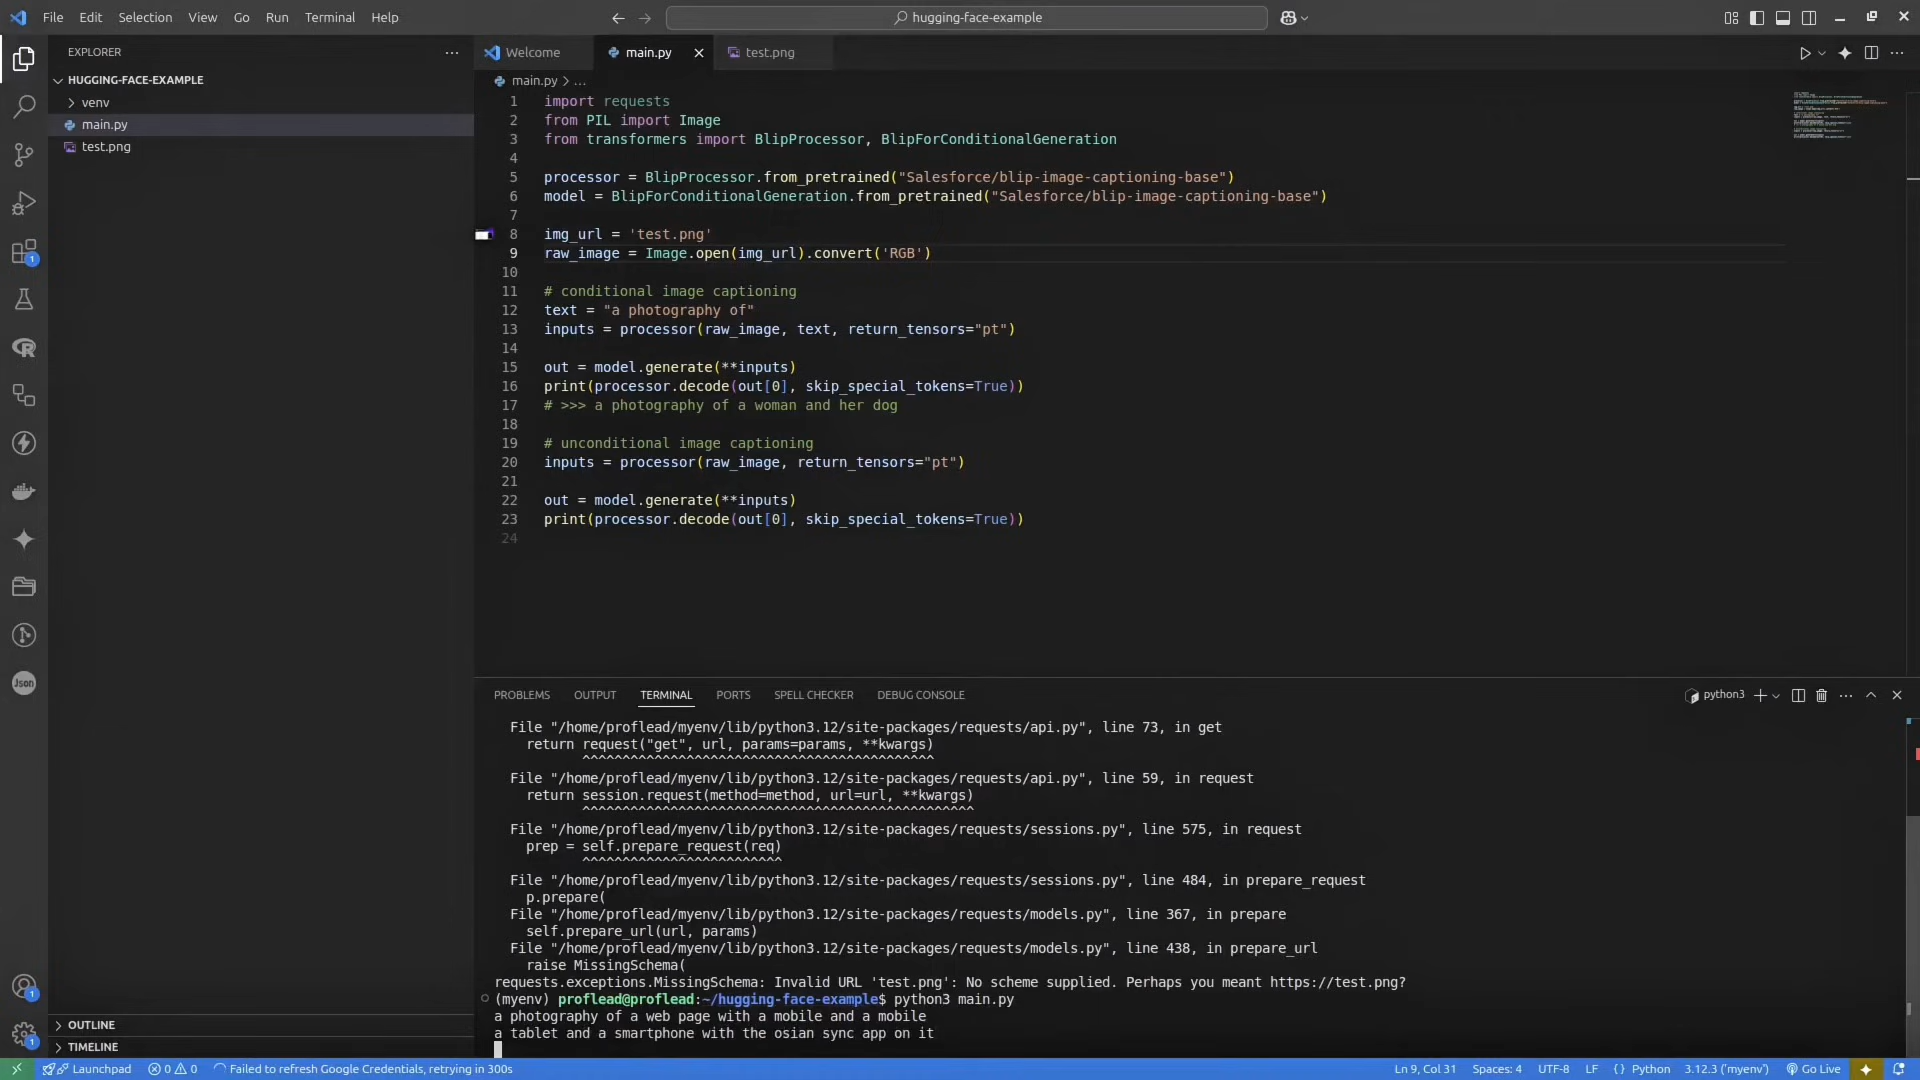 File Edit Selection View Go Run Terminal Help
hugging-face-example
EXPLORER
Welcome
main.py
test.png
HUGGING-FACE-EXAMPLE
venv
main.py
test.png
main.py > ...
1 import requests
2 from PIL import Image
3 from transformers import BlipProcessor, BlipForConditionalGeneration
4
5 processor = BlipProcessor.from_pretrained("Salesforce/blip-image-captioning-base")
6 model = BlipForConditionalGeneration.from_pretrained("Salesforce/blip-image-captioning-base")
7
8 img_url = 'test.png'
9 raw_image = Image.open(img_url).convert('RGB')
10
11 # conditional image captioning
12 text = "a photography of"
13 inputs = processor(raw_image, text, return_tensors="pt")
14
15 out = model.generate(**inputs)
16 print(processor.decode(out[0], skip_special_tokens=True))
17 # >>> a photography of a woman and her dog
18
19 # unconditional image captioning
20 inputs = processor(raw_image, return_tensors="pt")
21
22 out = model.generate(**inputs)
23 print(processor.decode(out[0], skip_special_tokens=True))
24
1
Json
PROBLEMS OUTPUT TERMINAL PORTS SPELL CHECKER DEBUG CONSOLE
python3
File "/home/proflead/myenv/lib/python3.12/site-packages/requests/api.py", line 73, in get
return request("get", url, params=params, **kwargs)
^^^^^^^^^^^^^^^^^^^^^^^^^^^^^^^^^^^^^^^^^^^^
File "/home/proflead/myenv/lib/python3.12/site-packages/requests/api.py", line 59, in request
return session.request(method=method, url=url, **kwargs)
^^^^^^^^^^^^^^^^^^^^^^^^^^^^^^^^^^^^^^^^^^^^^^^^^
File "/home/proflead/myenv/lib/python3.12/site-packages/requests/sessions.py", line 575, in request
prep = self.prepare_request(req)
^^^^^^^^^^^^^^^^^^^^^^^^^
File "/home/proflead/myenv/lib/python3.12/site-packages/requests/sessions.py", line 484, in prepare_request
p.prepare(
File "/home/proflead/myenv/lib/python3.12/site-packages/requests/models.py", line 367, in prepare
self.prepare_url(url, params)
File "/home/proflead/myenv/lib/python3.12/site-packages/requests/models.py", line 438, in prepare_url
raise MissingSchema(
requests.exceptions.MissingSchema: Invalid URL 'test.png': No scheme supplied. Perhaps you meant https://test.png?
(myenv) proflead@proflead:~/hugging-face-example$ python3 main.py
a photography of a web page with a mobile and a mobile
a tablet and a smartphone with the osian sync app on it
1
1
OUTLINE
TIMELINE
Launchpad 0 0 Failed to refresh Google Credentials, retrying in 300s Ln 9, Col 31 Spaces: 4 UTF-8 LF { } Python 3.12.3 ('myenv') Go Live